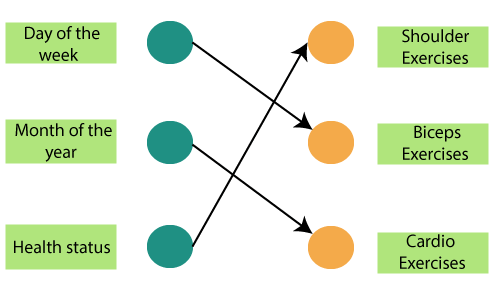 Day of the
week
Shoulder
Exercises
Month of the
year
Biceps
Exercises
Health status
Cardio
Exercises